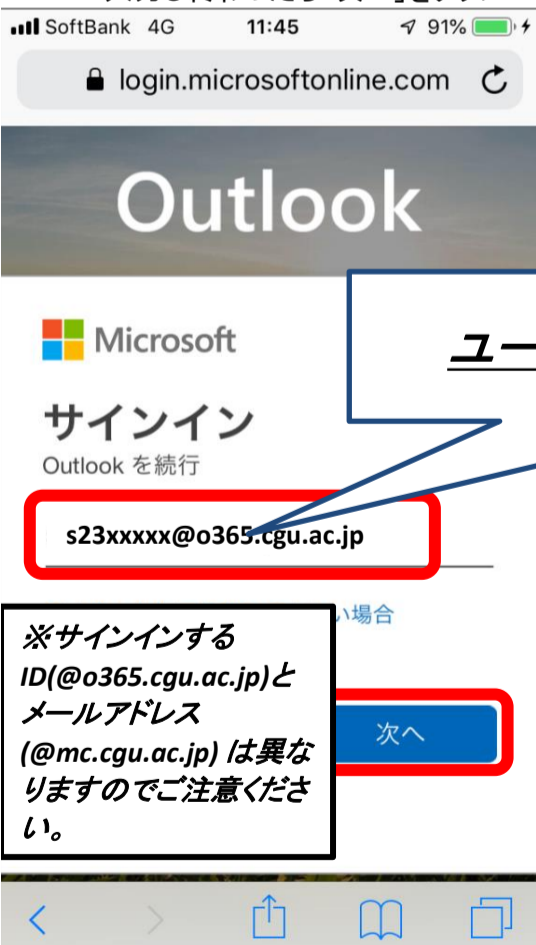 SoftBank 4G 11:45 91%
login.microsoftonline.com
Outlook
Microsoft
ユー
サインイン
Outlook を続行
s23xxxxx@o365.cgu.ac.jp
い場合
※サインインする
ID(@o365.cgu.ac.jp)と
メールアドレス
(@mc.cgu.ac.jp) は異な
りますのでご注意くださ
い。
次へ